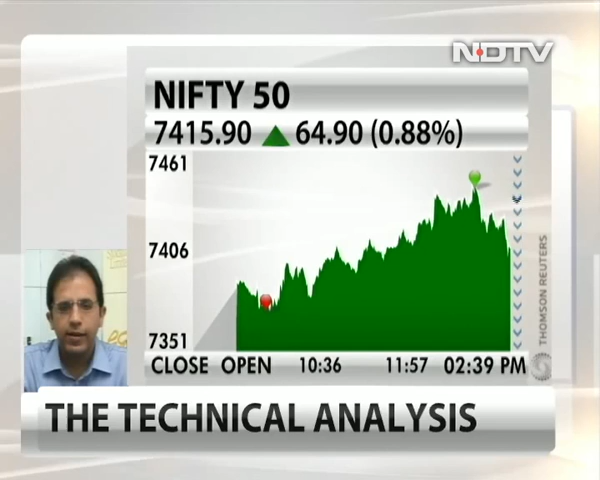 NDTV
NIFTY 50
7415.90 ▲ 64.90 (0.88%)
7461
7406
7351
CLOSE OPEN 10:36 11:57 02:39 PM
THOMSON REUTERS
THE TECHNICAL ANALYSIS